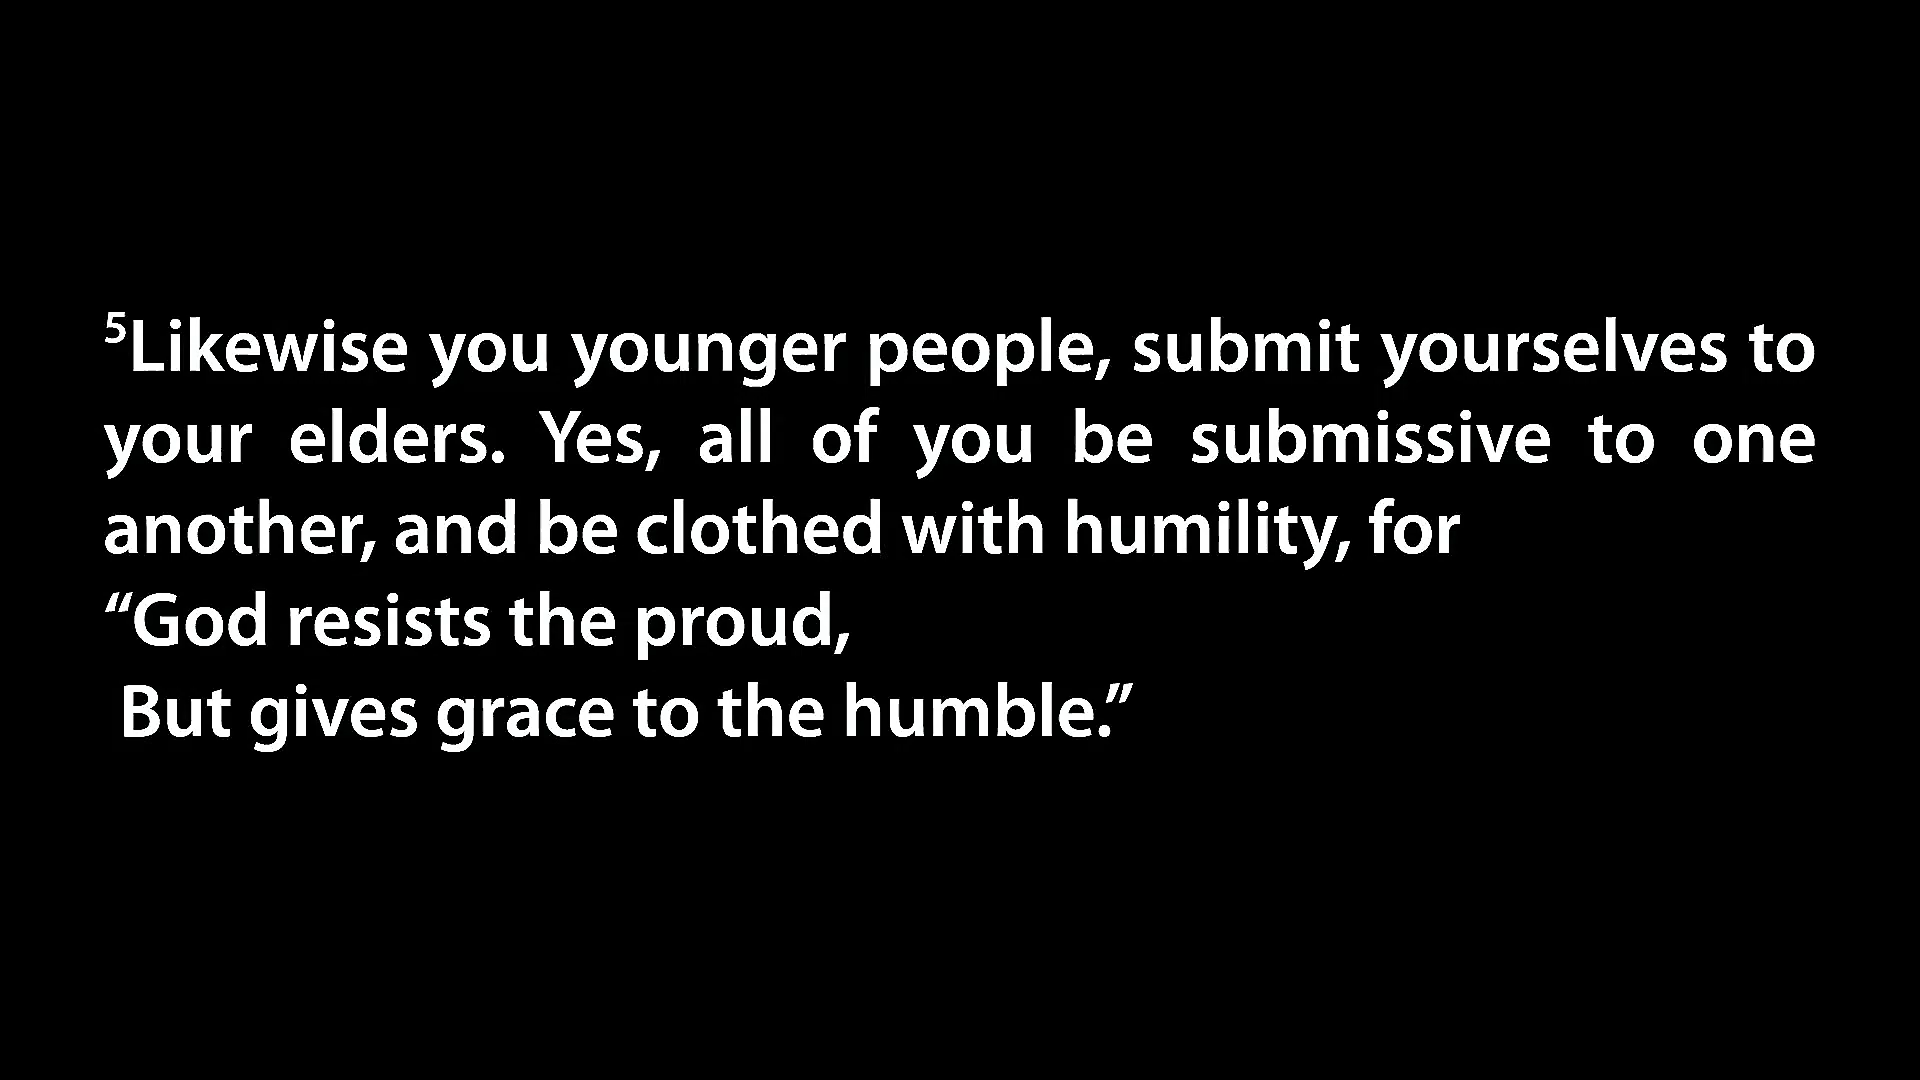 ⁵Likewise you younger people, submit yourselves to
your elders. Yes, all of you be submissive to one
another, and be clothed with humility, for
“God resists the proud,
But gives grace to the humble.”